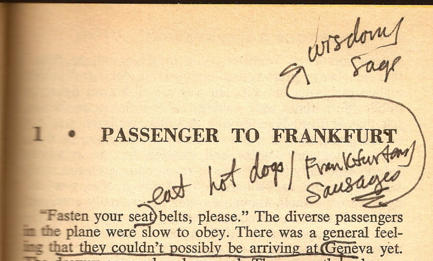 wisdom/
sage
1 • PASSENGER TO FRANKFURT
eat hot dogs / Frankfurters/
Sausages
"Fasten your seat belts, please." The diverse passengers
in the plane were slow to obey. There was a general feel-
ing that they couldn't possibly be arriving at Geneva yet.